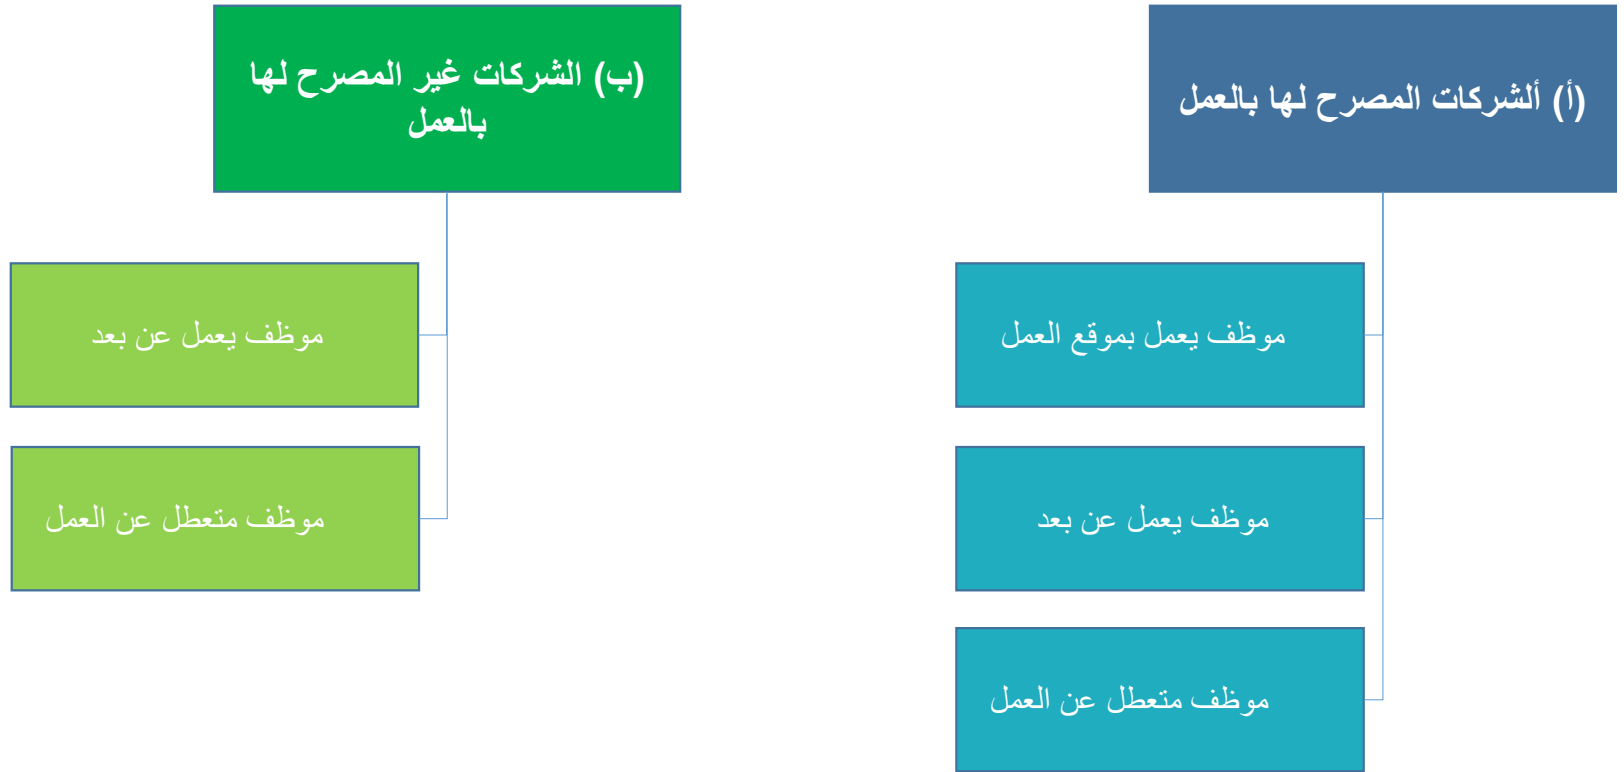 (أ) ألشركات المصرح لها بالعمل
موظف يعمل بموقع العمل
موظف يعمل عن بعد
موظف متعطل عن العمل
(ب) الشركات غير المصرح لها
بالعمل
موظف يعمل عن بعد
موظف متعطل عن العمل